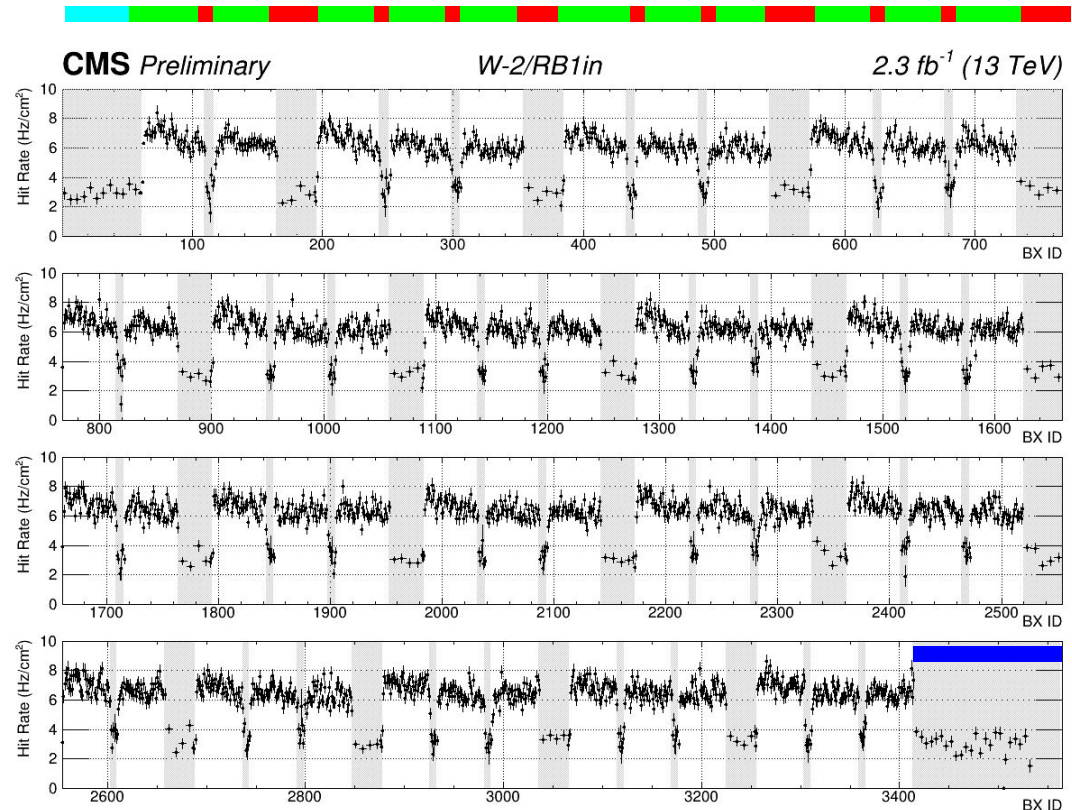 CMS Preliminary W-2/RB1in 2.3 fb⁻¹ (13 TeV)
Hit Rate (Hz/cm²)
10
8
6
4
2
0
100 200 300 400 500 600 700
BX ID
Hit Rate (Hz/cm²)
10
8
6
4
2
0
800 900 1000 1100 1200 1300 1400 1500 1600
BX ID
Hit Rate (Hz/cm²)
10
8
6
4
2
0
1700 1800 1900 2000 2100 2200 2300 2400 2500
BX ID
Hit Rate (Hz/cm²)
10
8
6
4
2
0
2600 2700 2800 2900 3000 3100 3200 3300 3400
BX ID